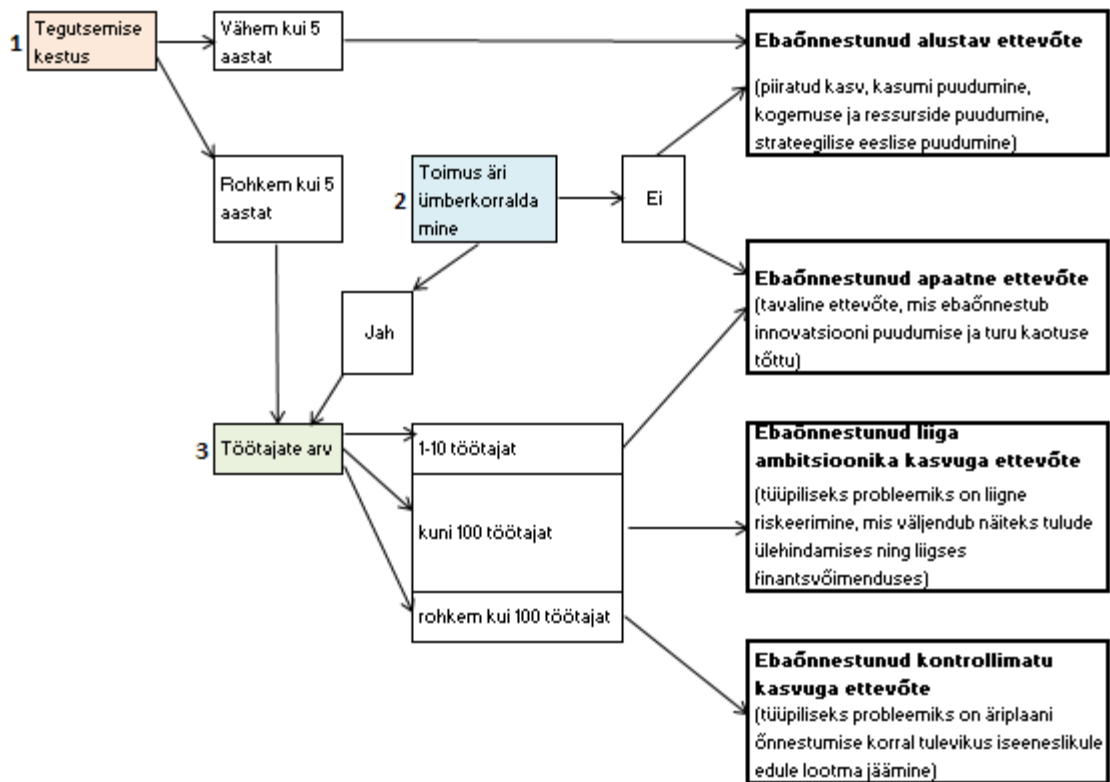 1
Tegutsemise
kestus
Vähem kui 5
aastat
Ebaõnnestunud alustav ettevõte
(piiratud kasv, kasumi puudumine,
kogemuse ja ressurside puudumine,
strateegilise eeslise puudumine)
Rohkem kui 5
aastat
2
Toimus äri
ümberkorralda
mine
Ei
Jah
Ebaõnnestunud apaatne ettevõte
(tavaline ettevõte, mis ebaõnnestub
innovatsiooni puudumise ja turu kaotuse
tõttu)
3
Töötajate arv
1-10 töötajat
kuni 100 töötajat
rohkem kui 100 töötajat
Ebaõnnestunud liiga
ambitsioonika kasvuga ettevõte
(tüüpiliseks probleemiks on liigne
riskeerimine, mis väljendub näiteks tulude
ülehindamises ning liigses
finantsvõimenduses)
Ebaõnnestunud kontrollimatu
kasvuga ettevõte
(tüüpiliseks probleemiks on äriplaani
õnnestumise korral tulevikus iseeneslikule
edule lootma jäämine)